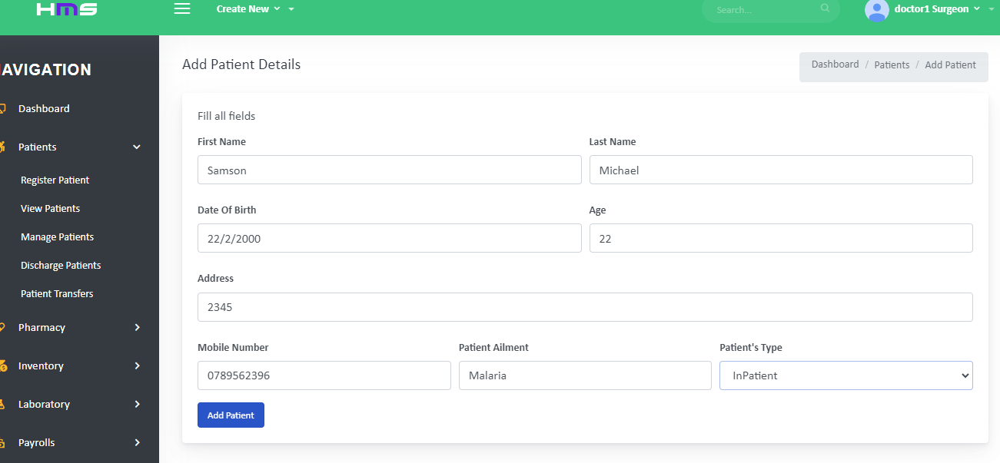 HMS
Create New
Search...
doctor1 Surgeon
AVIGATION
Dashboard
Patients
Register Patient
View Patients
Manage Patients
Discharge Patients
Patient Transfers
Pharmacy
Inventory
Laboratory
Payrolls
Add Patient Details
Dashboard / Patients / Add Patient
Fill all fields
First Name
Last Name
Samson
Michael
Date Of Birth
Age
22/2/2000
22
Address
2345
Mobile Number
Patient Ailment
Patient's Type
0789562396
Malaria
InPatient
Add Patient